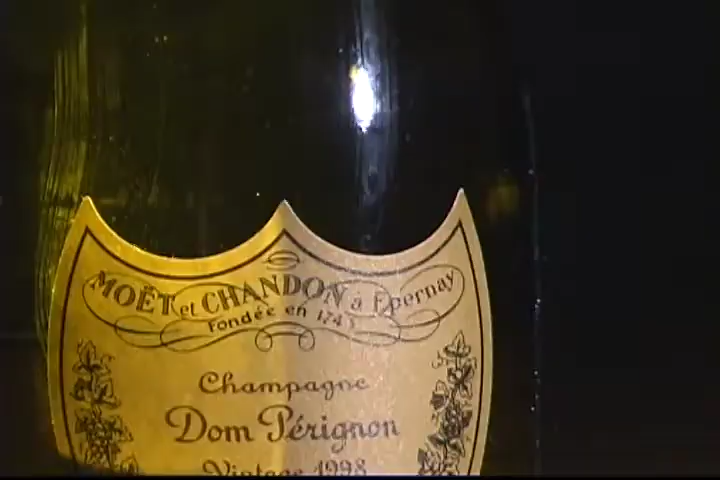 MOËT et CHANDON à Epernay
Fondée en 1743
Champagne
Dom Pérignon
Vintage 1998